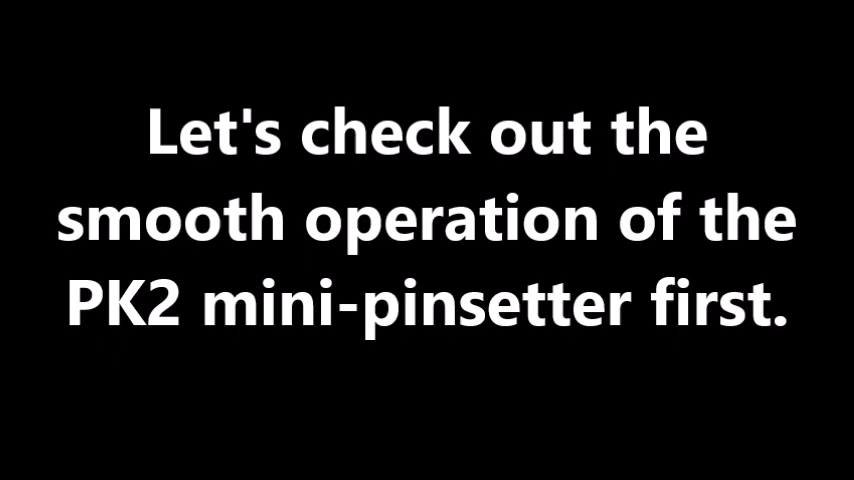 Let's check out the
smooth operation of the
PK2 mini-pinsetter first.